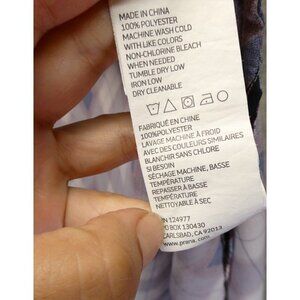 MADE IN CHINA
100% POLYESTER
MACHINE WASH COLD
WITH LIKE COLORS
NON-CHLORINE BLEACH
WHEN NEEDED
TUMBLE DRY LOW
IRON LOW
DRY CLEANABLE
FABRIQUÉ EN CHINE
100%POLYESTER
LAVAGE MACHINE À FROID
AVEC DES COULEURS SIMILAIRES
BLANCHIR SANS CHLORE
SI BESOIN
SÉCHAGE MACHINE, BASSE
TEMPÉRATURE
REPASSER À BASSE
TEMPÉRATURE
NETTOYABLE À SEC
N 124977
BOX 130430
CARLSBAD, CA 92013
www.prana.com